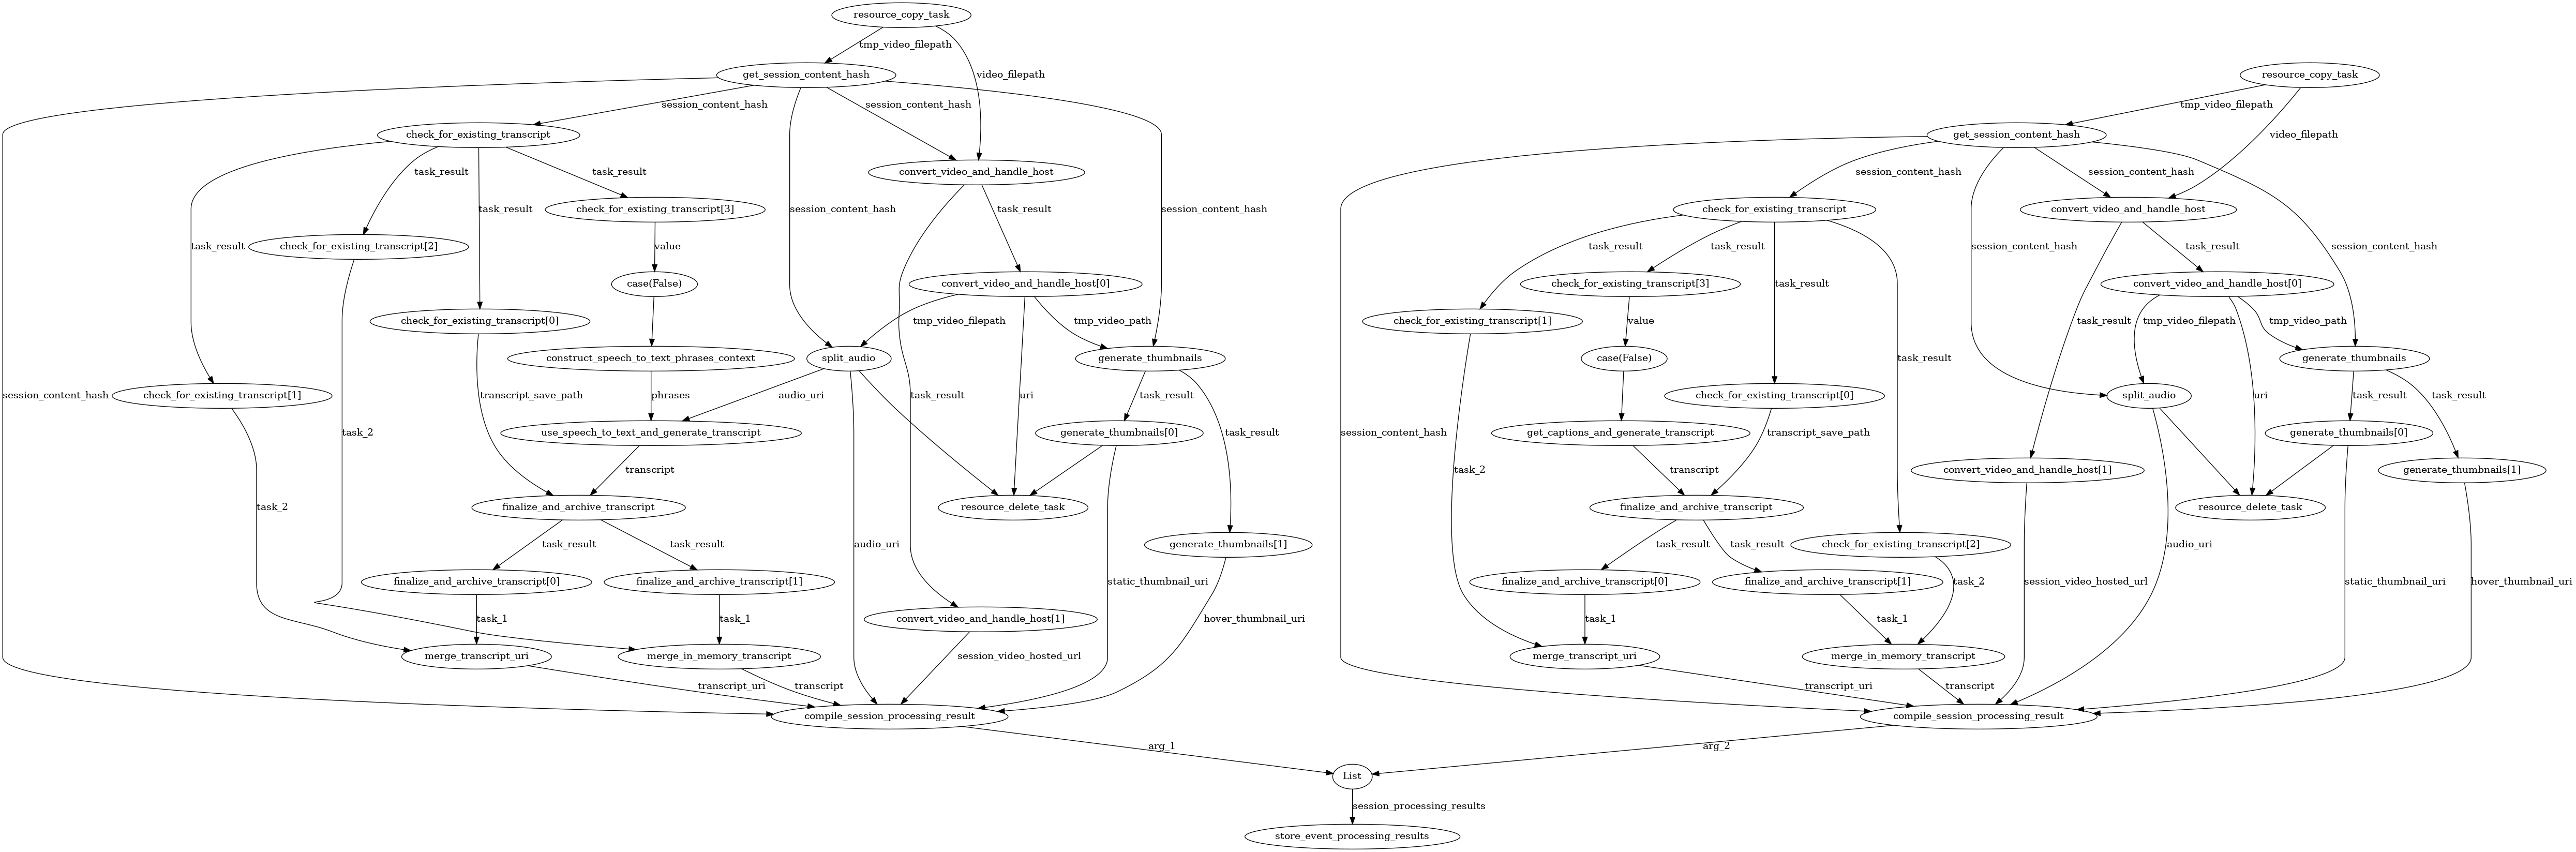 resource_copy_task
tmp_video_filepath
get_session_content_hash
video_filepath
resource_copy_task
session_content_hash
session_content_hash
tmp_video_filepath
check_for_existing_transcript
get_session_content_hash
video_filepath
task_result
task_result
convert_video_and_handle_host
session_content_hash
session_content_hash
check_for_existing_transcript[3]
task_result
session_content_hash
task_result
session_content_hash
check_for_existing_transcript
convert_video_and_handle_host
task_result
check_for_existing_transcript[2]
value
task_result
task_result
session_content_hash
task_result
session_content_hash
case(False)
convert_video_and_handle_host[0]
check_for_existing_transcript[3]
task_result
convert_video_and_handle_host[0]
check_for_existing_transcript[0]
tmp_video_filepath
tmp_video_path
check_for_existing_transcript[1]
value
task_result
tmp_video_filepath
tmp_video_path
construct_speech_to_text_phrases_context
split_audio
generate_thumbnails
case(False)
task_result
generate_thumbnails
session_content_hash
check_for_existing_transcript[1]
transcript_save_path
phrases
audio_uri
task_result
uri
task_result
check_for_existing_transcript[0]
split_audio
uri
task_result
task_result
task_2
use_speech_to_text_and_generate_transcript
generate_thumbnails[0]
task_result
session_content_hash
get_captions_and_generate_transcript
transcript_save_path
generate_thumbnails[0]
transcript
task_2
transcript
convert_video_and_handle_host[1]
generate_thumbnails[1]
task_2
finalize_and_archive_transcript
resource_delete_task
finalize_and_archive_transcript
resource_delete_task
task_result
task_result
audio_uri
generate_thumbnails[1]
task_result
task_result
check_for_existing_transcript[2]
audio_uri
finalize_and_archive_transcript[0]
finalize_and_archive_transcript[1]
static_thumbnail_uri
finalize_and_archive_transcript[0]
finalize_and_archive_transcript[1]
task_2
session_video_hosted_url
static_thumbnail_uri
hover_thumbnail_uri
task_1
task_1
convert_video_and_handle_host[1]
hover_thumbnail_uri
task_1
task_1
merge_transcript_uri
merge_in_memory_transcript
session_video_hosted_url
merge_transcript_uri
merge_in_memory_transcript
transcript_uri
transcript
transcript_uri
transcript
compile_session_processing_result
compile_session_processing_result
arg_1
arg_2
List
session_processing_results
store_event_processing_results